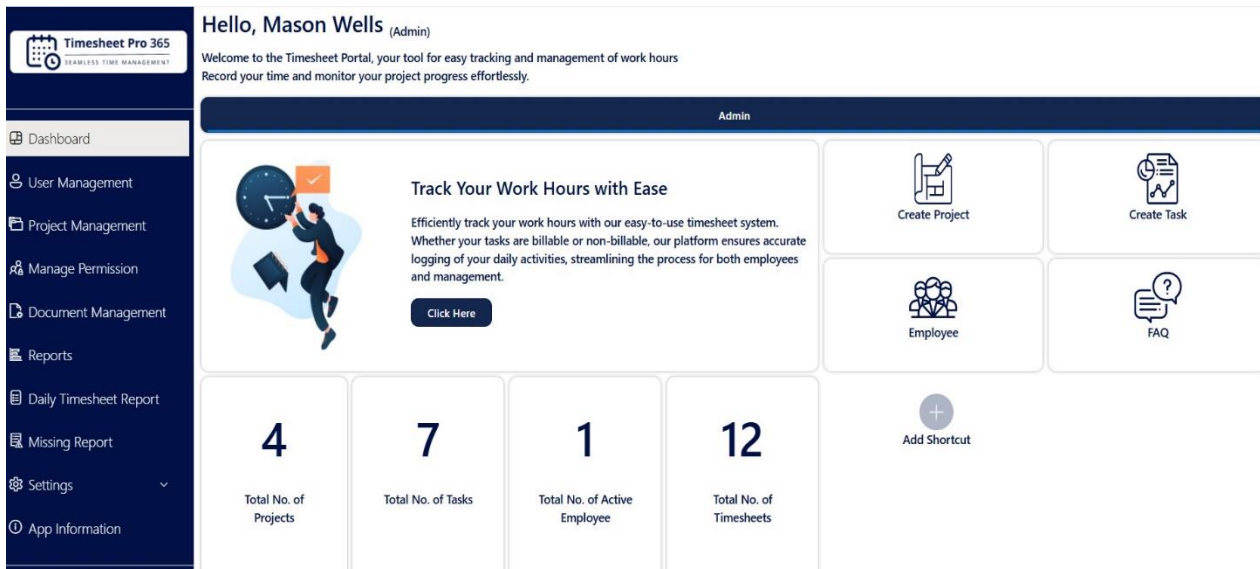 Timesheet Pro 365
SEAMLESS TIME MANAGEMENT
Dashboard
User Management
Project Management
Manage Permission
Document Management
Reports
Daily Timesheet Report
Missing Report
Settings
App Information
Hello, Mason Wells (Admin)
Welcome to the Timesheet Portal, your tool for easy tracking and management of work hours
Record your time and monitor your project progress effortlessly.
Admin
Track Your Work Hours with Ease
Efficiently track your work hours with our easy-to-use timesheet system.
Whether your tasks are billable or non-billable, our platform ensures accurate
logging of your daily activities, streamlining the process for both employees
and management.
Click Here
Create Project
Create Task
Employee
FAQ
Add Shortcut
4
Total No. of
Projects
7
Total No. of Tasks
1
Total No. of Active
Employee
12
Total No. of
Timesheets